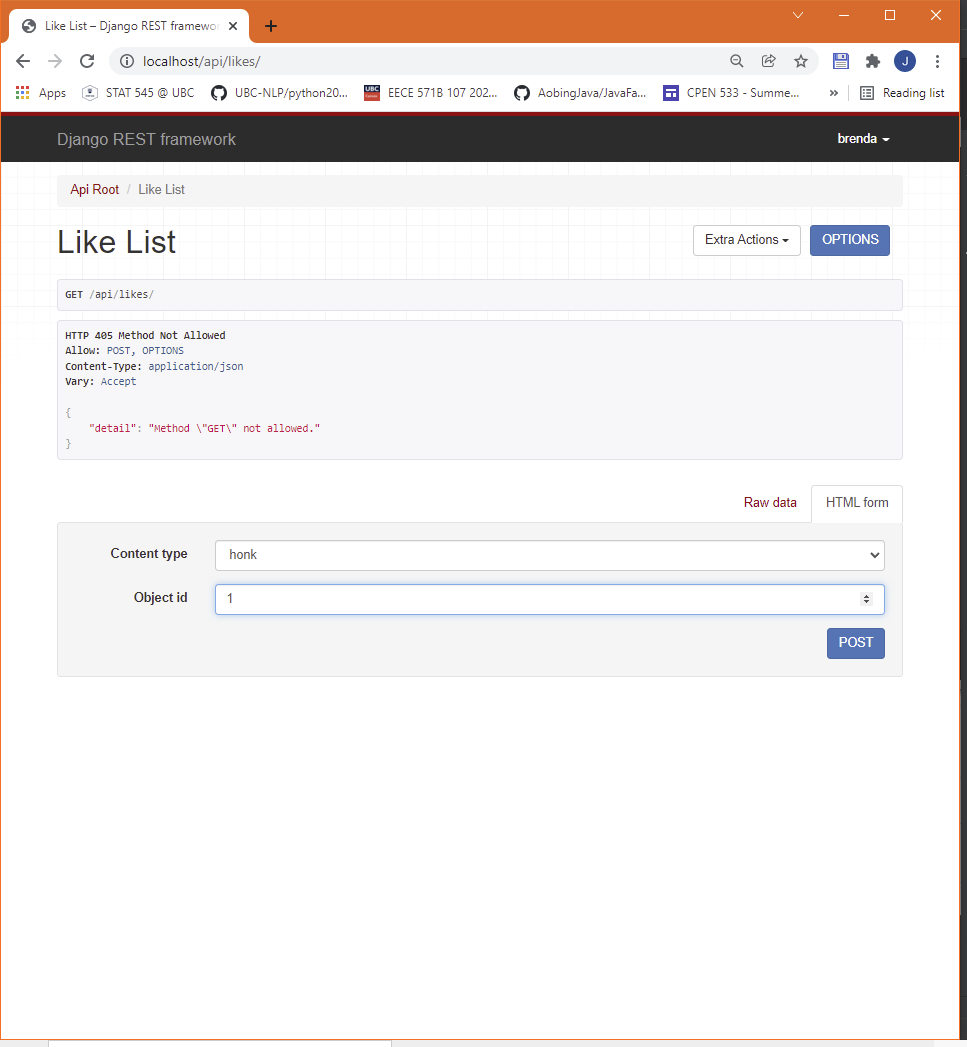 Like List – Django REST framewor
localhost/api/likes/
J
Apps STAT 545 @ UBC UBC-NLP/python20... UBC EECE 571B 107 202... AobingJava/JavaFa... CPEN 533 - Summe... » Reading list
Django REST framework brenda
Api Root / Like List
Like List Extra Actions OPTIONS
GET /api/likes/
HTTP 405 Method Not Allowed
Allow: POST, OPTIONS
Content-Type: application/json
Vary: Accept
{
"detail": "Method \"GET\" not allowed."
}
Raw data HTML form
Content type honk
Object id 1
POST